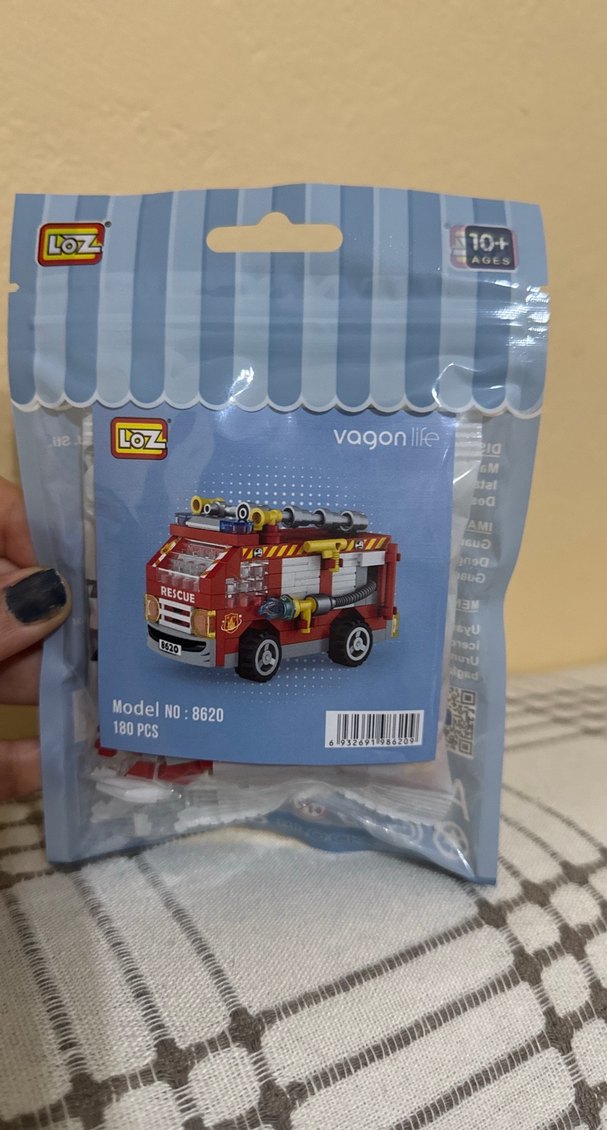 LOZ
10+
AGES
LOZ
vagon life
RESCUE
8620
Model NO : 8620
180 PCS
6 932691 986209